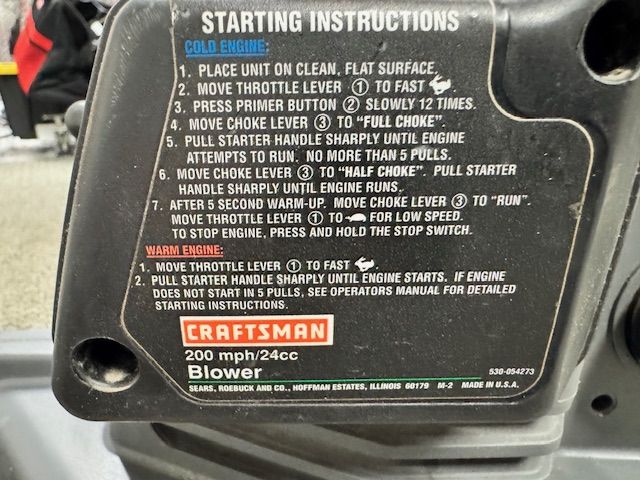 STARTING INSTRUCTIONS
COLD ENGINE:
1. PLACE UNIT ON CLEAN, FLAT SURFACE.
2. MOVE THROTTLE LEVER ① TO FAST
3. PRESS PRIMER BUTTON ② SLOWLY 12 TIMES.
4. MOVE CHOKE LEVER ③ TO "FULL CHOKE".
5. PULL STARTER HANDLE SHARPLY UNTIL ENGINE
ATTEMPTS TO RUN. NO MORE THAN 5 PULLS.
6. MOVE CHOKE LEVER ③ TO "HALF CHOKE". PULL STARTER
HANDLE SHARPLY UNTIL ENGINE RUNS.
7. AFTER 5 SECOND WARM-UP. MOVE CHOKE LEVER ③ TO "RUN".
MOVE THROTTLE LEVER ① TO FOR LOW SPEED.
TO STOP ENGINE, PRESS AND HOLD THE STOP SWITCH.
WARM ENGINE:
1. MOVE THROTTLE LEVER ① TO FAST
2. PULL STARTER HANDLE SHARPLY UNTIL ENGINE STARTS. IF ENGINE
DOES NOT START IN 5 PULLS, SEE OPERATORS MANUAL FOR DETAILED
STARTING INSTRUCTIONS.
CRAFTSMAN
200 mph/24cc
Blower
530-054273
SEARS, ROEBUCK AND CO., HOFFMAN ESTATES, ILLINOIS 60179 M-2 MADE IN U.S.A.